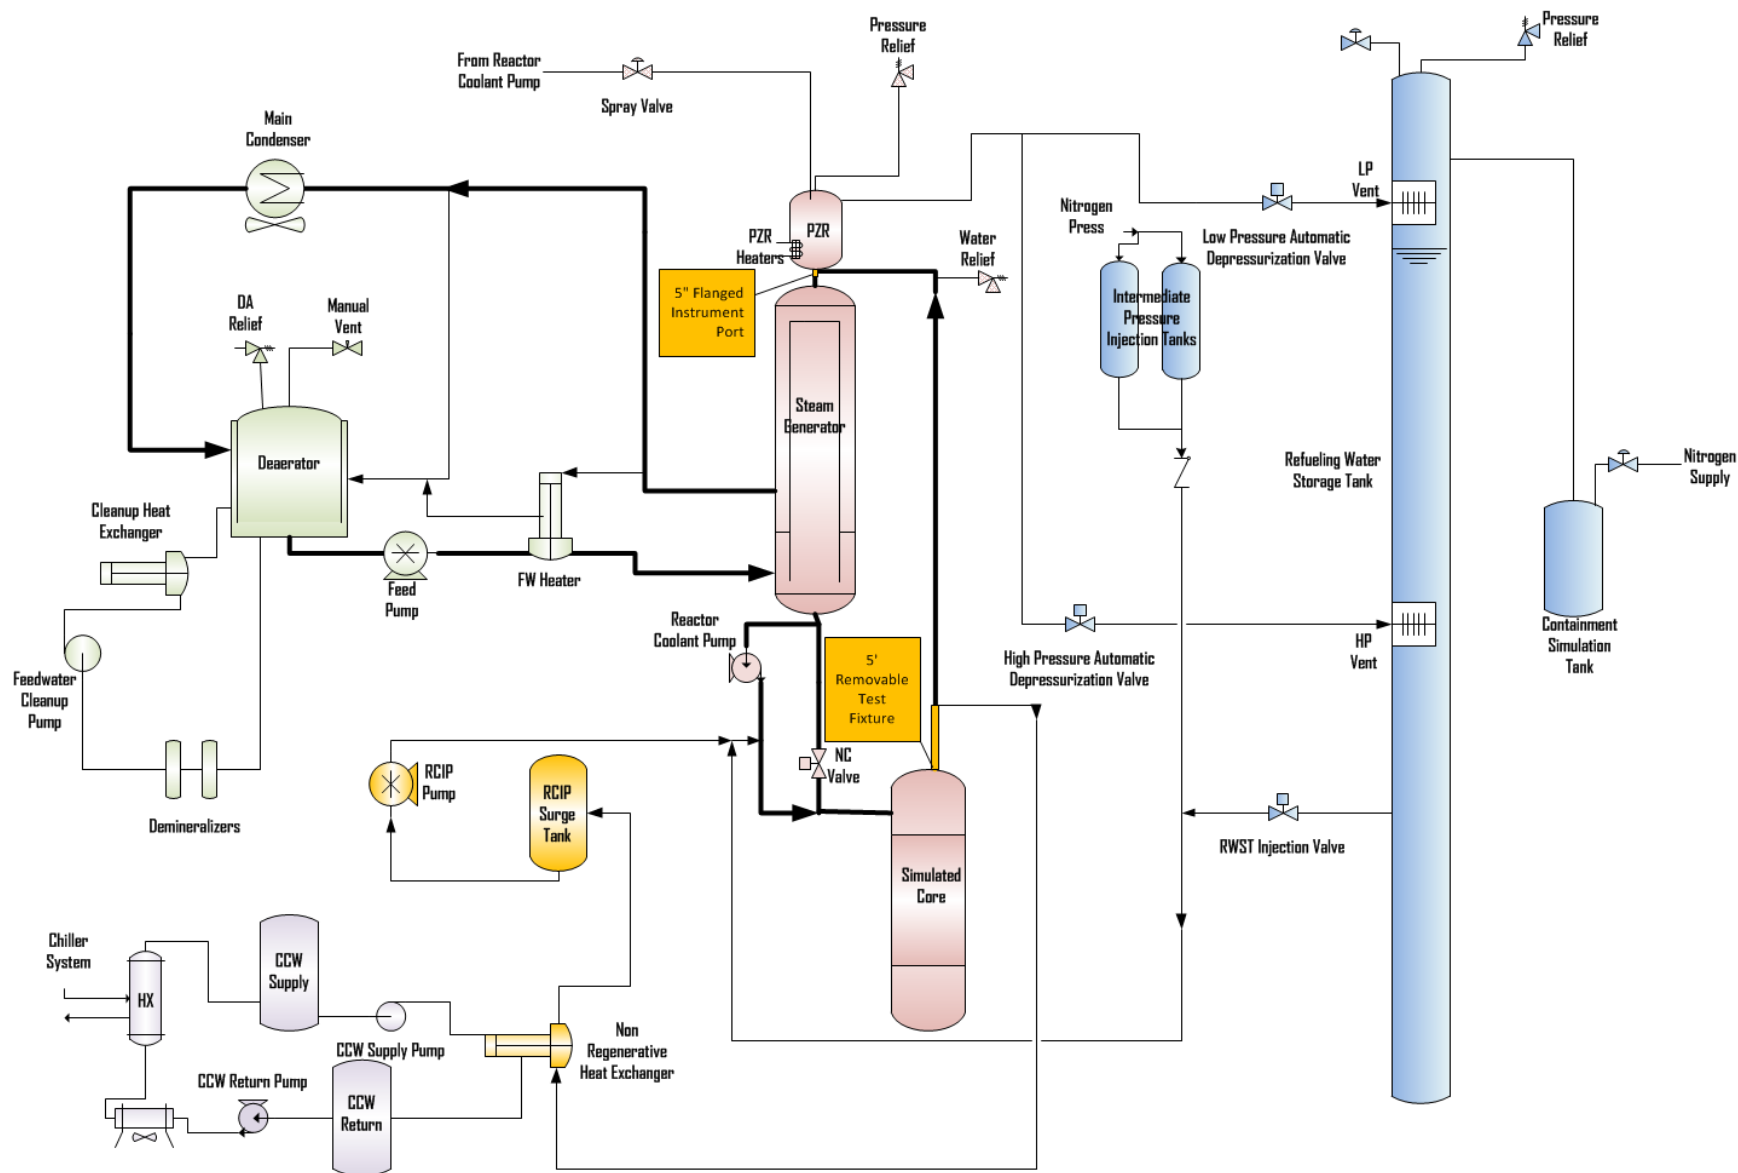 Pressure
Relief
From Reactor
Coolant Pump
Spray Valve
Pressure
Relief
Main
Condenser
PZR
PZR
Heaters
Nitrogen
Press
LP
Vent
Water
Relief
Low Pressure Automatic
Depressurization Valve
5" Flanged
Instrument
Port
DA
Relief
Manual
Vent
Intermediate
Pressure
Injection Tanks
Steam
Generator
Deaerator
Refueling Water
Storage Tank
Nitrogen
Supply
Cleanup Heat
Exchanger
FW Heater
Feed
Pump
Reactor
Coolant Pump
5'
Removable
Test
Fixture
High Pressure Automatic
Depressurization Valve
HP
Vent
Containment
Simulation
Tank
Feedwater
Cleanup
Pump
NC
Valve
RCIP
Pump
RCIP
Surge
Tank
Demineralizers
RWST Injection Valve
Simulated
Core
Chiller
System
HX
CCW
Supply
CCW Supply Pump
Non
Regenerative
Heat Exchanger
CCW Return Pump
CCW
Return